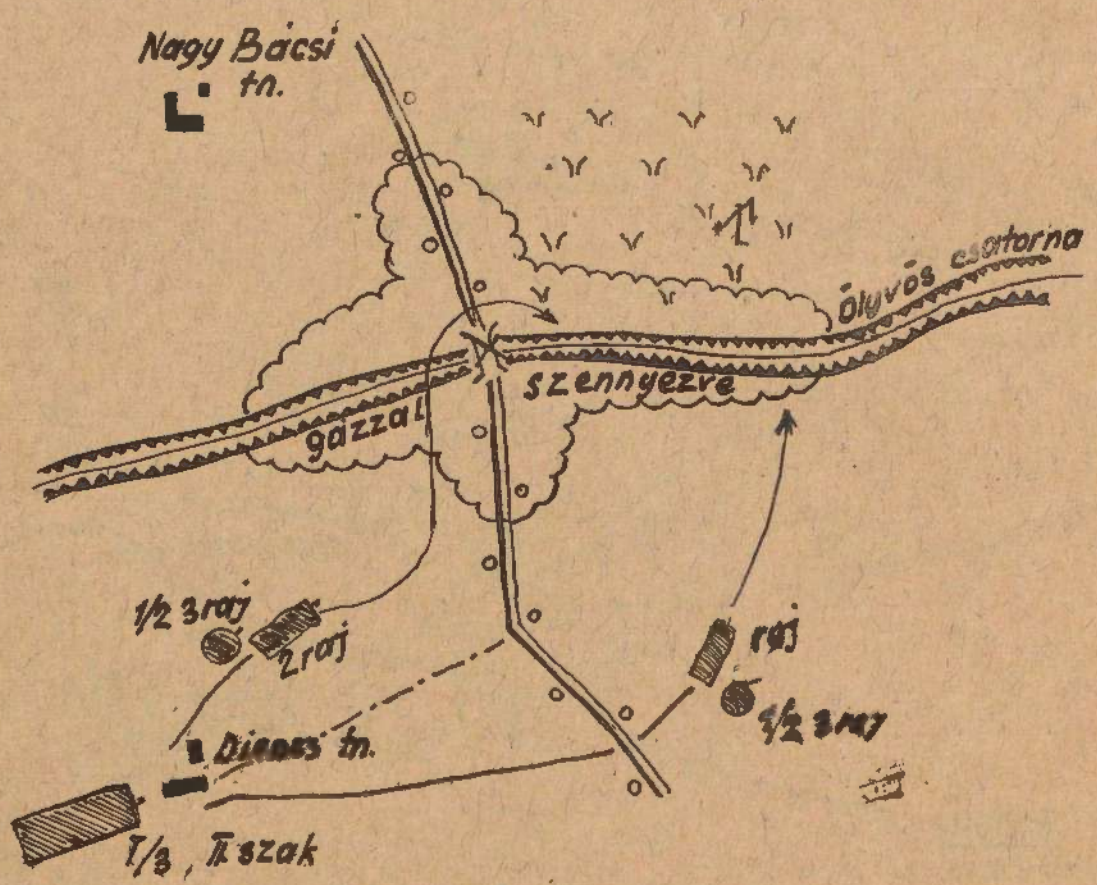 Nagy Bácsi
tn.
Ölyvös csatorna
gázzal szennyezve
1/2 3 raj
2 raj
raj
1/2 3 raj
Dienes tn.
I/3, II. szak